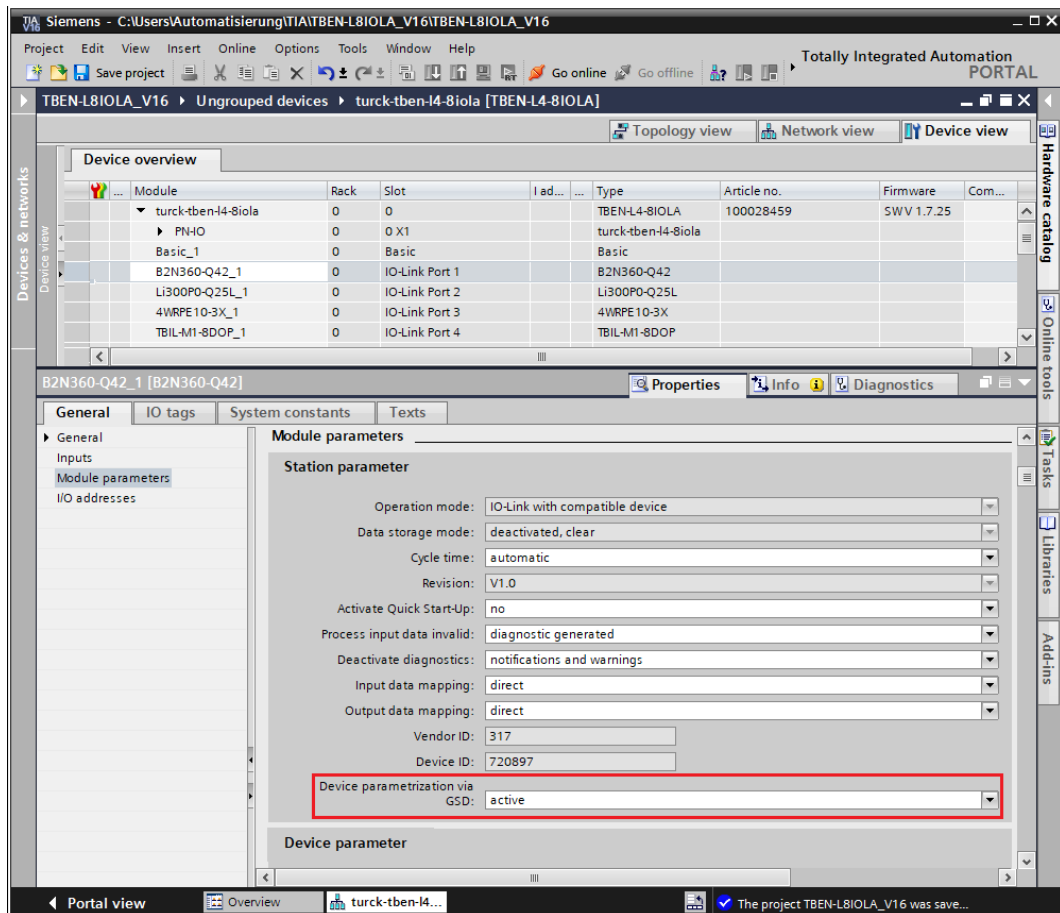 Siemens - C:\Users\Automatisierung\TIA\TBEN-L8IOLA_V16\TBEN-L8IOLA_V16
Project Edit View Insert Online Options Tools Window Help
Save project Go online Go offline
Totally Integrated Automation
PORTAL
TBEN-L8IOLA_V16 Ungrouped devices turck-tben-l4-8iola [TBEN-L4-8IOLA]
Topology view Network view Device view
Device overview
... Module Rack Slot I ad... ... Type Article no. Firmware Com...
turck-tben-l4-8iola 0 0 TBEN-L4-8IOLA 100028459 SW V 1.7.25
PN-IO 0 0 X1 turck-tben-l4-8iola
Basic_1 0 Basic Basic
B2N360-Q42_1 0 IO-Link Port 1 B2N360-Q42
Li300P0-Q25L_1 0 IO-Link Port 2 Li300P0-Q25L
4WRPE10-3X_1 0 IO-Link Port 3 4WRPE10-3X
TBIL-M1-8DOP_1 0 IO-Link Port 4 TBIL-M1-8DOP
Devices & networks
Device view
B2N360-Q42_1 [B2N360-Q42]
Properties Info Diagnostics
General IO tags System constants Texts
General
Inputs
Module parameters
I/O addresses
Module parameters
Station parameter
Operation mode: IO-Link with compatible device
Data storage mode: deactivated, clear
Cycle time: automatic
Revision: V1.0
Activate Quick Start-Up: no
Process input data invalid: diagnostic generated
Deactivate diagnostics: notifications and warnings
Input data mapping: direct
Output data mapping: direct
Vendor ID: 317
Device ID: 720897
Device parametrization via
GSD: active
Device parameter
Hardware catalog
Online tools
Tasks
Libraries
Add-ins
Portal view Overview turck-tben-l4... The project TBEN-L8IOLA_V16 was save...